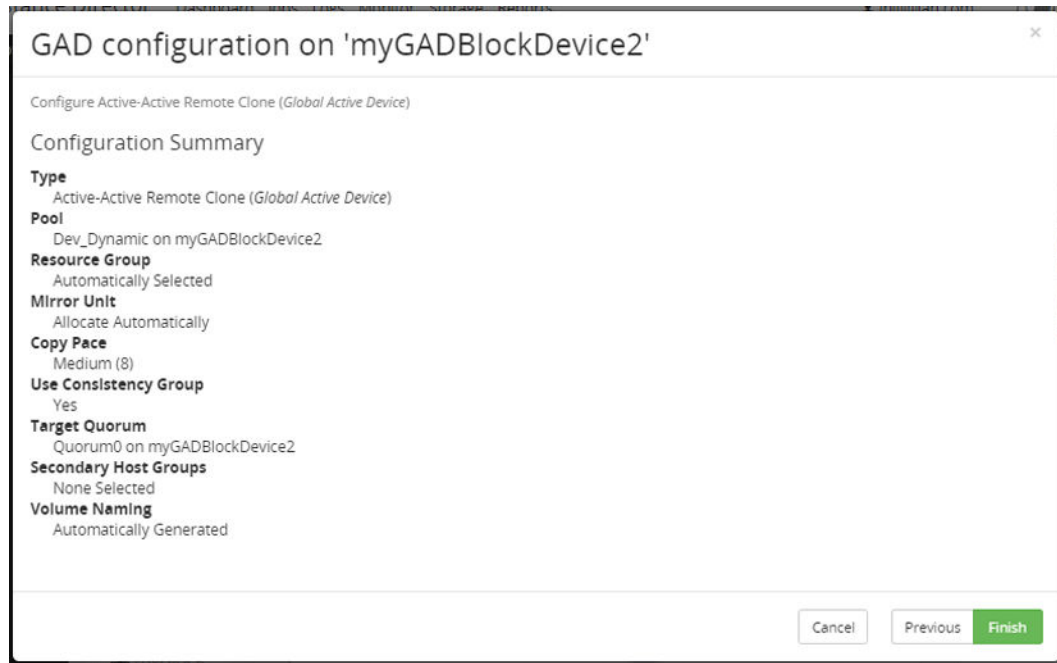 GAD configuration on 'myGADBlockDevice2'
×
Configure Active-Active Remote Clone (Global Active Device)
Configuration Summary
Type
Active-Active Remote Clone (Global Active Device)
Pool
Dev_Dynamic on myGADBlockDevice2
Resource Group
Automatically Selected
Mirror Unit
Allocate Automatically
Copy Pace
Medium (8)
Use Consistency Group
Yes
Target Quorum
Quorum0 on myGADBlockDevice2
Secondary Host Groups
None Selected
Volume Naming
Automatically Generated
Cancel Previous Finish